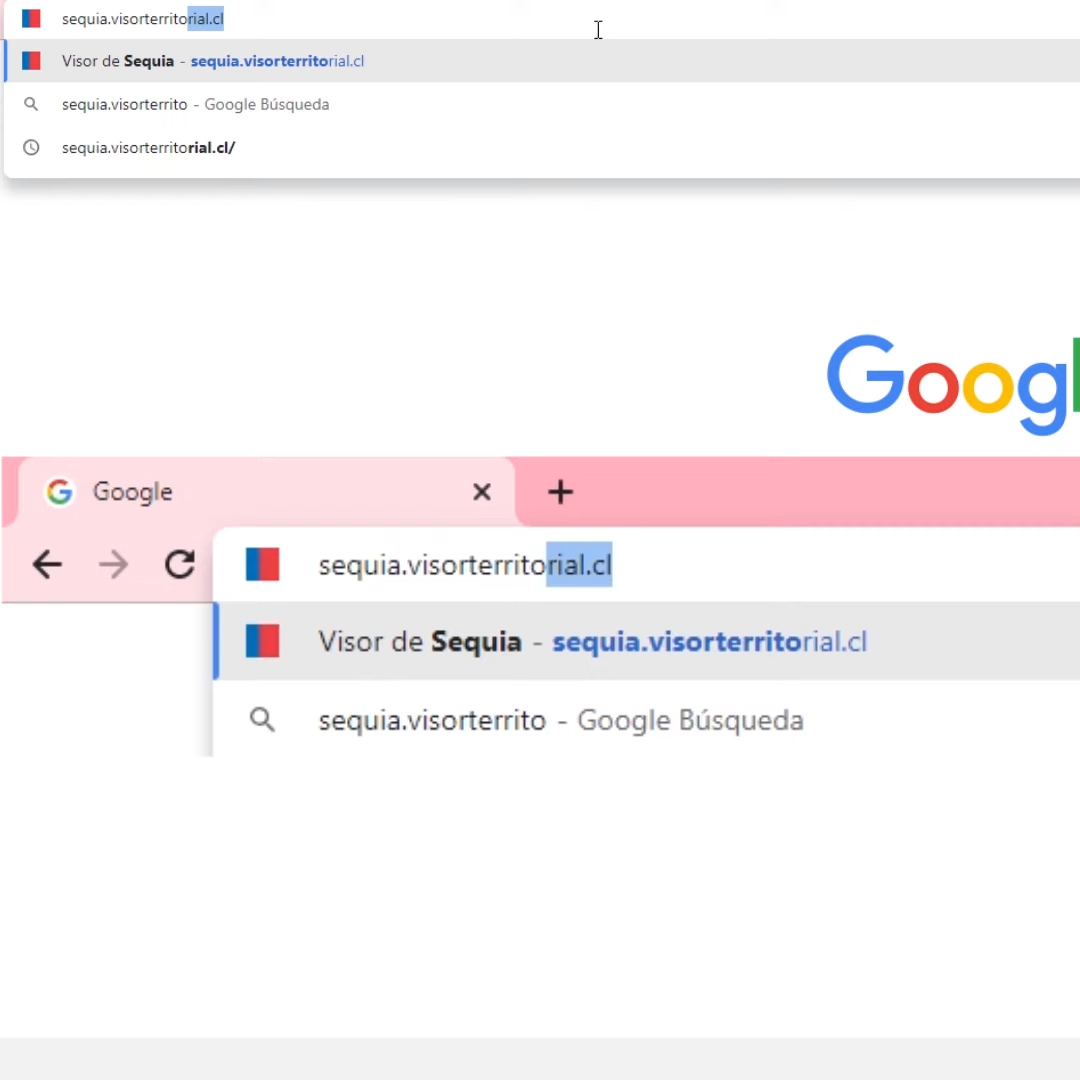 sequia.visorterritorial.cl
Visor de Sequia - sequia.visorterritorial.cl
sequia.visorterrito - Google Búsqueda
sequia.visorterritorial.cl/
Googl
Google
sequia.visorterritorial.cl
Visor de Sequia - sequia.visorterritorial.cl
sequia.visorterrito - Google Búsqueda